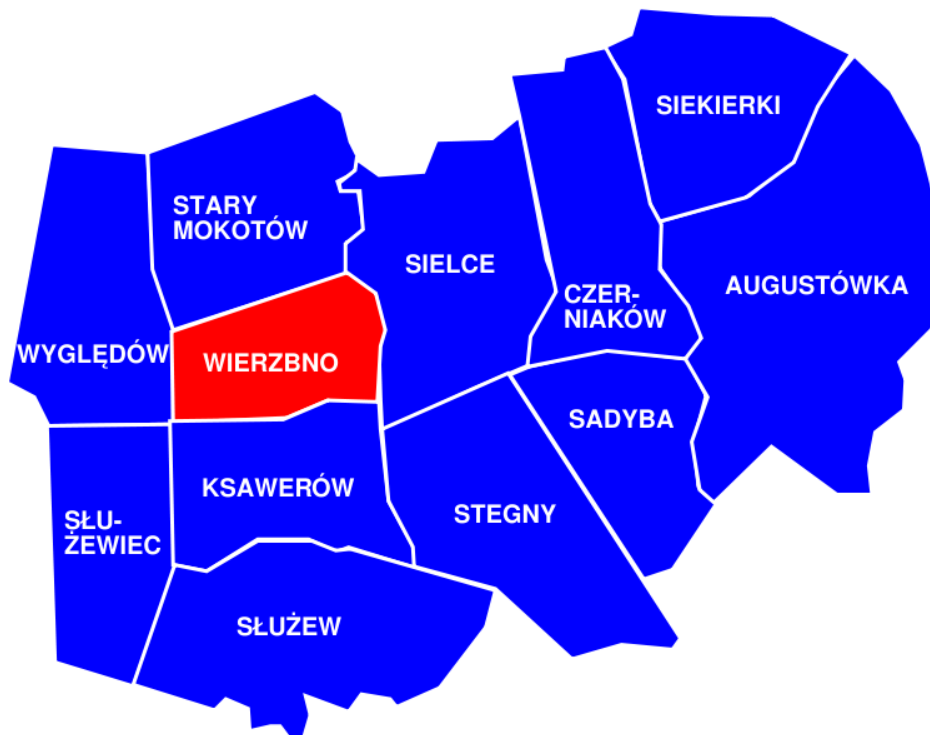 SIEKIERKI
STARY
MOKOTÓW
SIELCE
AUGUSTÓWKA
CZER-
NIAKÓW
WYGLĘDÓW
WIERZBNO
SADYBA
KSAWERÓW
STEGNY
SŁU-
ŻEWIEC
SŁUŻEW